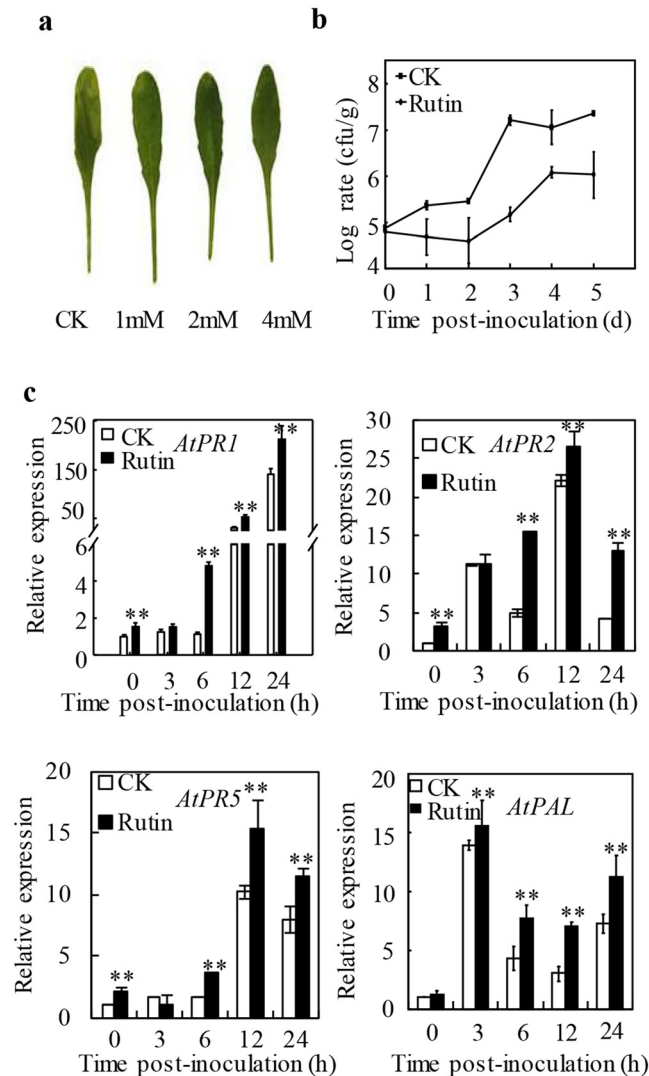 a
CK 1mM 2mM 4mM
b
Log rate (cfu/g)
8
7
6
5
4
CK
Rutin
0 1 2 3 4 5
Time post-inoculation (d)
c
Relative expression
250
150
50
6
4
2
0
CK
Rutin
AtPR1
**
**
**
**
0 3 6 12 24
Time post-inoculation (h)
Relative expression
30
25
20
15
10
5
0
CK
Rutin
AtPR2
**
**
**
**
0 3 6 12 24
Time post-inoculation (h)
Relative expression
20
15
10
5
0
CK
Rutin
AtPR5
**
**
**
**
0 3 6 12 24
Time post-inoculation (h)
Relative expression
20
15
10
5
0
CK
Rutin
AtPAL
**
**
**
**
0 3 6 12 24
Time post-inoculation (h)